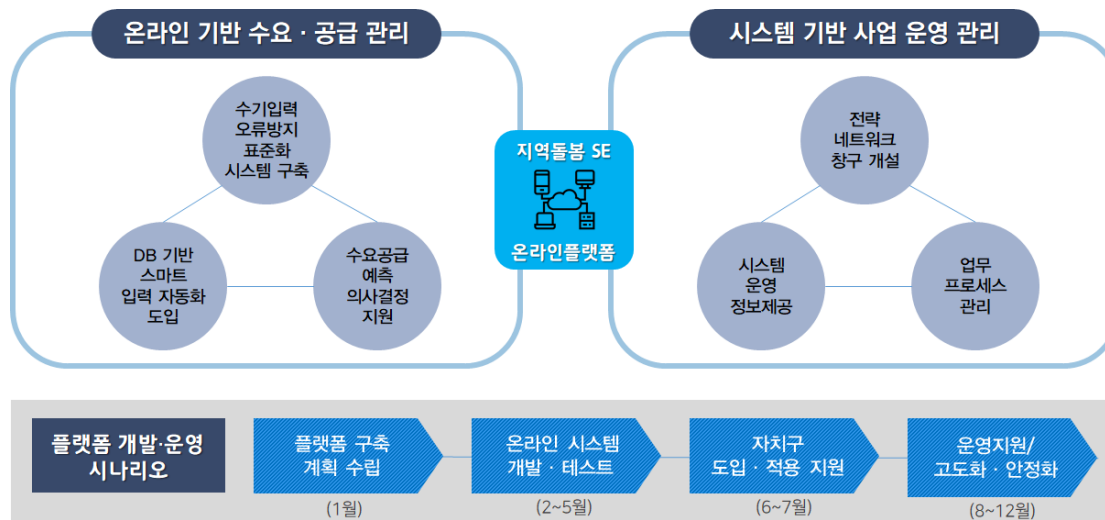 온라인 기반 수요 · 공급 관리
수기입력
오류방지
표준화
시스템 구축
DB 기반
스마트
입력 자동화
도입
수요공급
예측
의사결정
지원
지역돌봄 SE
온라인플랫폼
시스템 기반 사업 운영 관리
전략
네트워크
창구 개설
시스템
운영
정보제공
업무
프로세스
관리
플랫폼 개발·운영
시나리오
플랫폼 구축
계획 수립
(1월)
온라인 시스템
개발 · 테스트
(2~5월)
자치구
도입 · 적용 지원
(6~7월)
운영지원/
고도화 · 안정화
(8~12월)